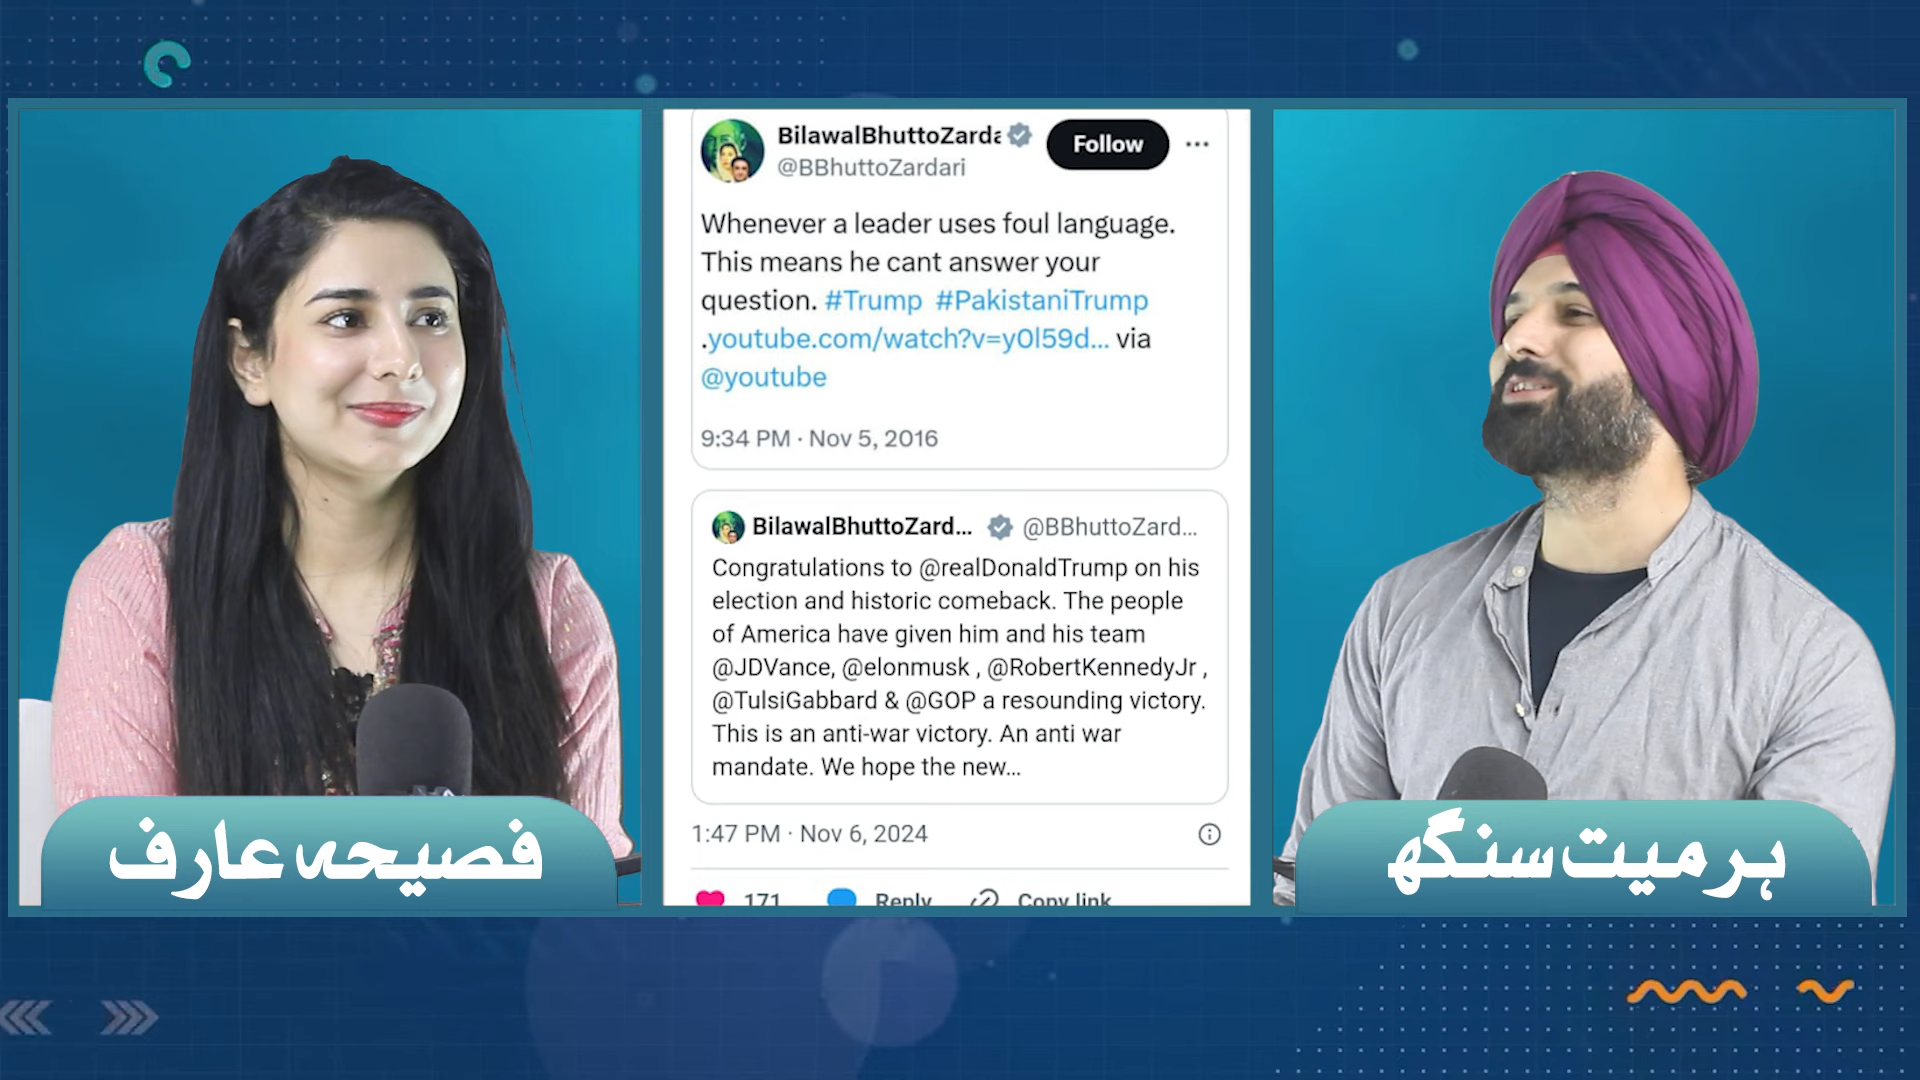 BilawalBhuttoZarda
@BBhuttoZardari
Follow
Whenever a leader uses foul language.
This means he cant answer your
question. #Trump #PakistaniTrump
.youtube.com/watch?v=y0l59d... via
@youtube
9:34 PM · Nov 5, 2016
BilawalBhuttoZard... @BBhuttoZard...
Congratulations to @realDonaldTrump on his
election and historic comeback. The people
of America have given him and his team
@JDVance, @elonmusk , @RobertKennedyJr ,
@TulsiGabbard & @GOP a resounding victory.
This is an anti-war victory. An anti war
mandate. We hope the new...
1:47 PM · Nov 6, 2024
171 Reply Copy link
فصیحہ عارف
ہرمیت سنگھ